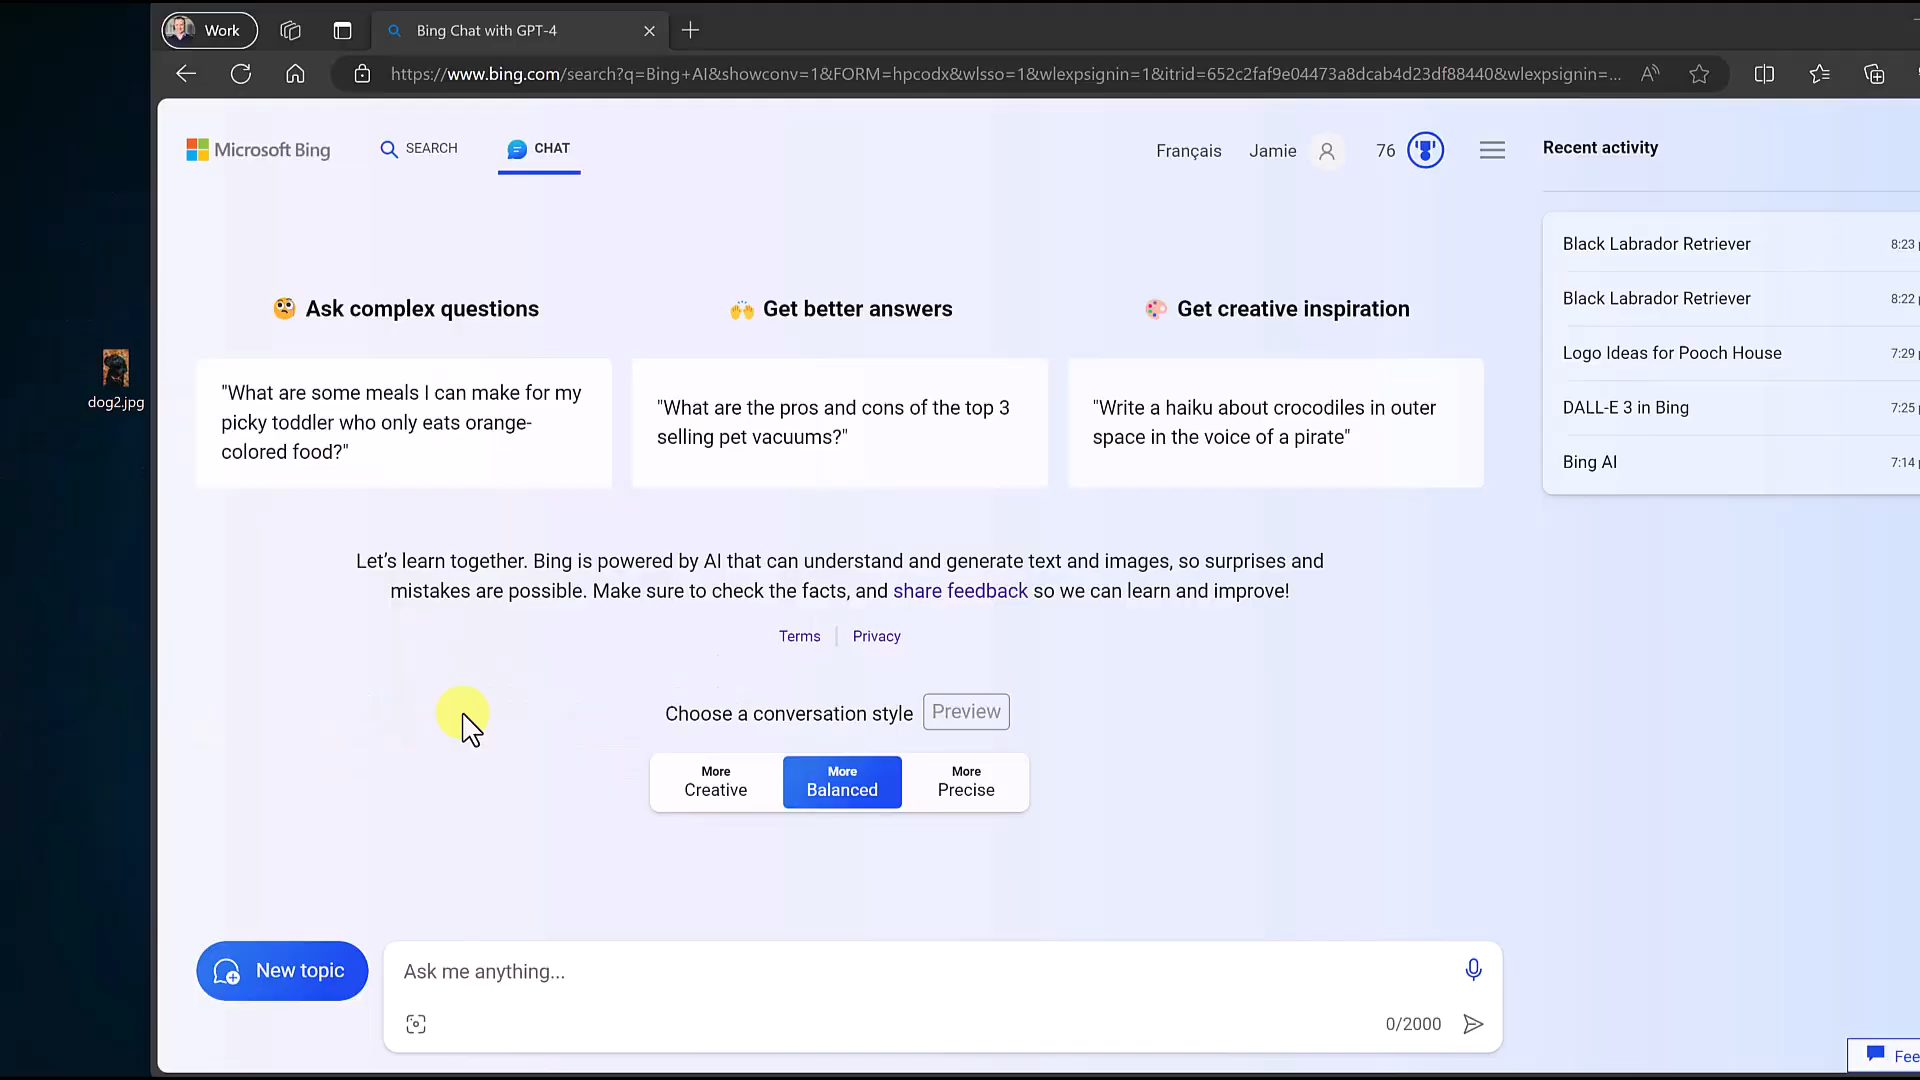 Work
Bing Chat with GPT-4
https://www.bing.com/search?q=Bing+AI&showconv=1&FORM=hpcodx&wlsso=1&wlexpsignin=1&itrid=652c2faf9e04473a8dcab4d23df88440&wlexpsignin=...
Microsoft Bing
SEARCH
CHAT
Français
Jamie
76
Recent activity
Black Labrador Retriever 8:23
Black Labrador Retriever 8:22
Logo Ideas for Pooch House 7:29
DALL-E 3 in Bing 7:25
Bing AI 7:14
dog2.jpg
Ask complex questions
"What are some meals I can make for my
picky toddler who only eats orange-
colored food?"
Get better answers
"What are the pros and cons of the top 3
selling pet vacuums?"
Get creative inspiration
"Write a haiku about crocodiles in outer
space in the voice of a pirate"
Let’s learn together. Bing is powered by AI that can understand and generate text and images, so surprises and
mistakes are possible. Make sure to check the facts, and share feedback so we can learn and improve!
Terms | Privacy
Choose a conversation style Preview
More
Creative
More
Balanced
More
Precise
New topic
Ask me anything...
0/2000